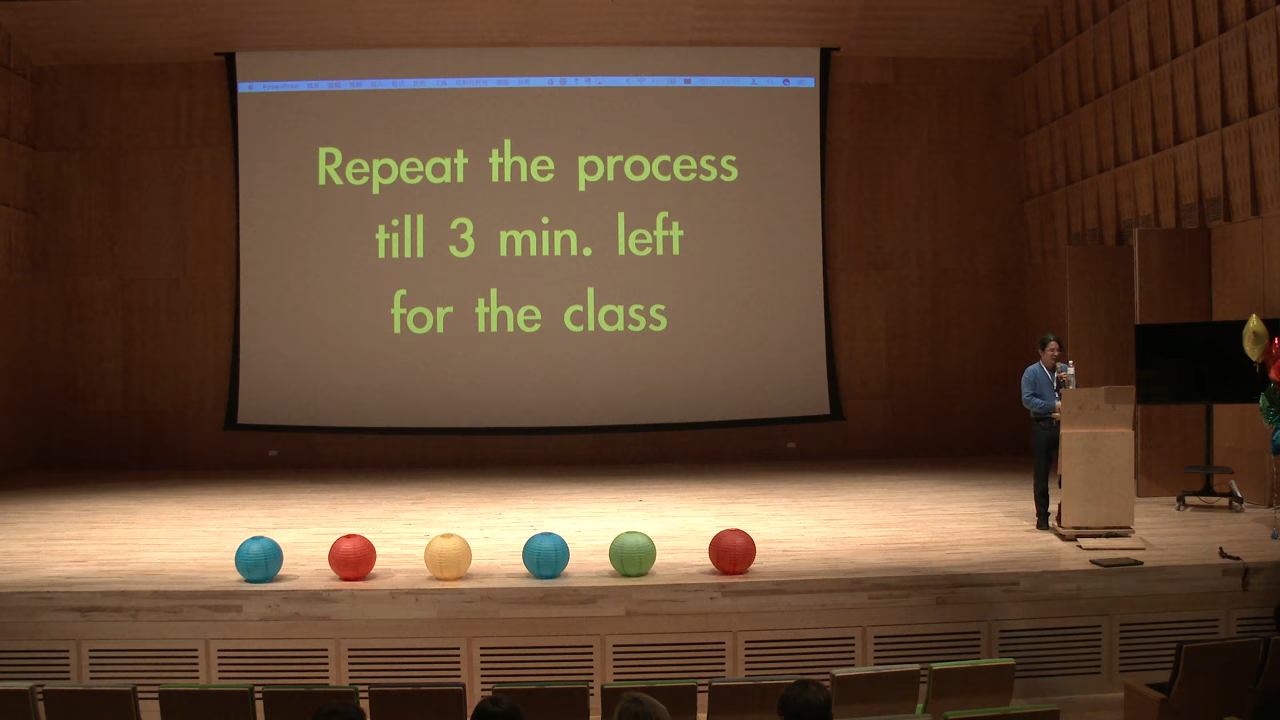 Repeat the process
till 3 min. left
for the class